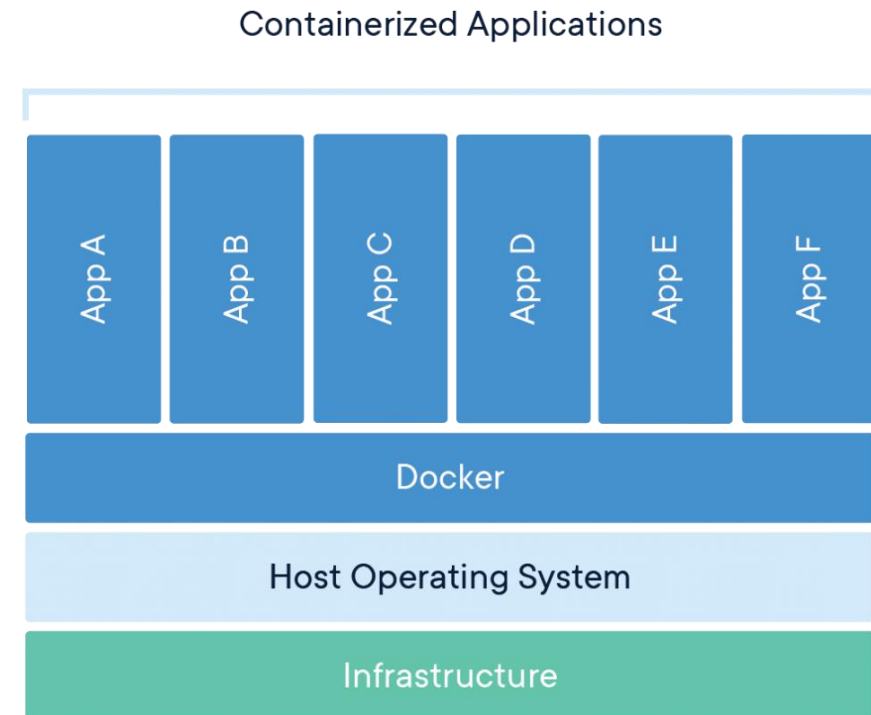 Containerized Applications
App A
App B
App C
App D
App E
App F
Docker
Host Operating System
Infrastructure